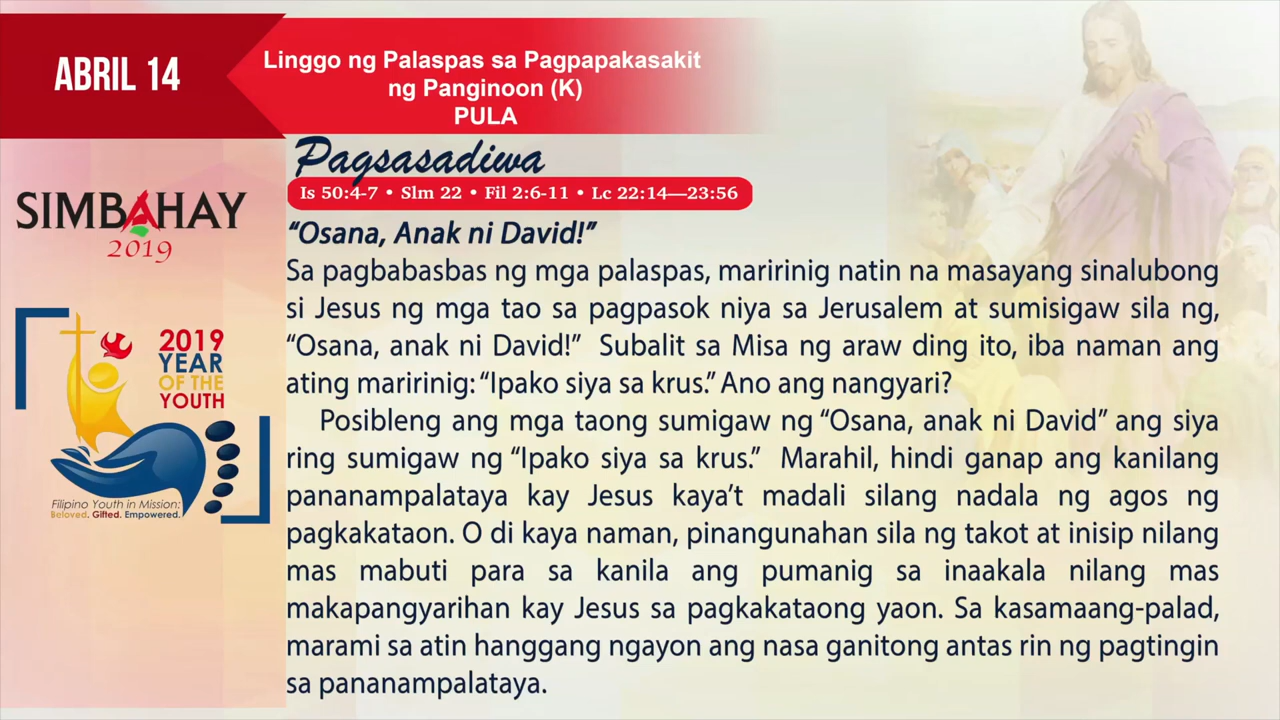 ABRIL 14
Linggo ng Palaspas sa Pagpapakasakit
ng Panginoon (K)
PULA
Pagsasadiwa
Is 50:4-7 • Slm 22 • Fil 2:6-11 • Lc 22:14—23:56
SIMBAHAY
2019
2019
YEAR
OF THE
YOUTH
Filipino Youth in Mission:
Beloved. Gifted. Empowered.
“Osana, Anak ni David!”
Sa pagbabasbas ng mga palaspas, maririnig natin na masayang sinalubong
si Jesus ng mga tao sa pagpasok niya sa Jerusalem at sumisigaw sila ng,
“Osana, anak ni David!” Subalit sa Misa ng araw ding ito, iba naman ang
ating maririnig: “Ipako siya sa krus.” Ano ang nangyari?
Posibleng ang mga taong sumigaw ng “Osana, anak ni David” ang siya
ring sumigaw ng “Ipako siya sa krus.” Marahil, hindi ganap ang kanilang
pananampalataya kay Jesus kaya’t madali silang nadala ng agos ng
pagkakataon. O di kaya naman, pinangunahan sila ng takot at inisip nilang
mas mabuti para sa kanila ang pumanig sa inaakala nilang mas
makapangyarihan kay Jesus sa pagkakataong yaon. Sa kasamaang-palad,
marami sa atin hanggang ngayon ang nasa ganitong antas rin ng pagtingin
sa pananampalataya.